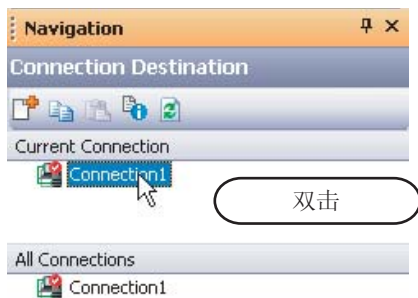 Navigation
Connection Destination
Current Connection
Connection1
双击
All Connections
Connection1